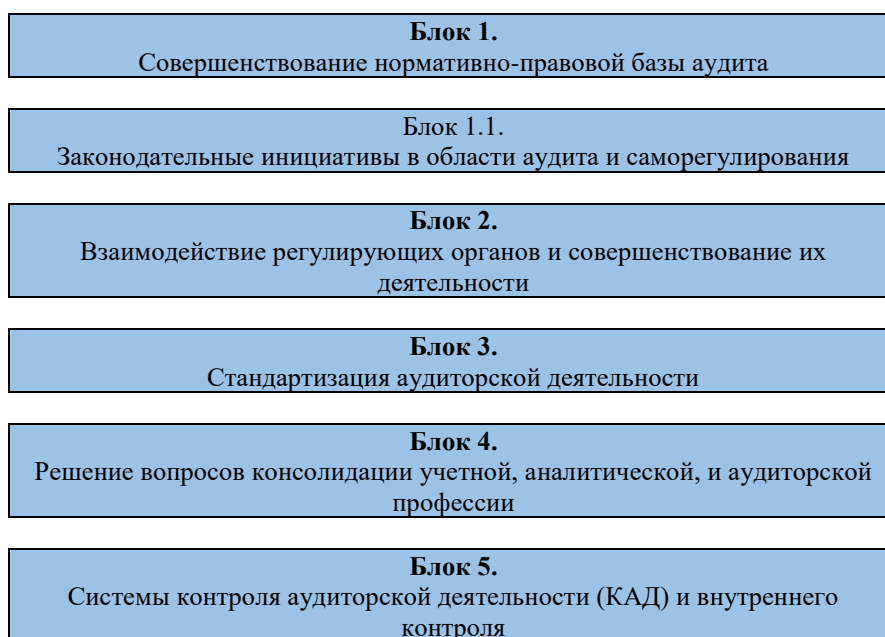 Блок 1.
Совершенствование нормативно-правовой базы аудита
Блок 1.1.
Законодательные инициативы в области аудита и саморегулирования
Блок 2.
Взаимодействие регулирующих органов и совершенствование их
деятельности
Блок 3.
Стандартизация аудиторской деятельности
Блок 4.
Решение вопросов консолидации учетной, аналитической, и аудиторской
профессии
Блок 5.
Системы контроля аудиторской деятельности (КАД) и внутреннего
контроля